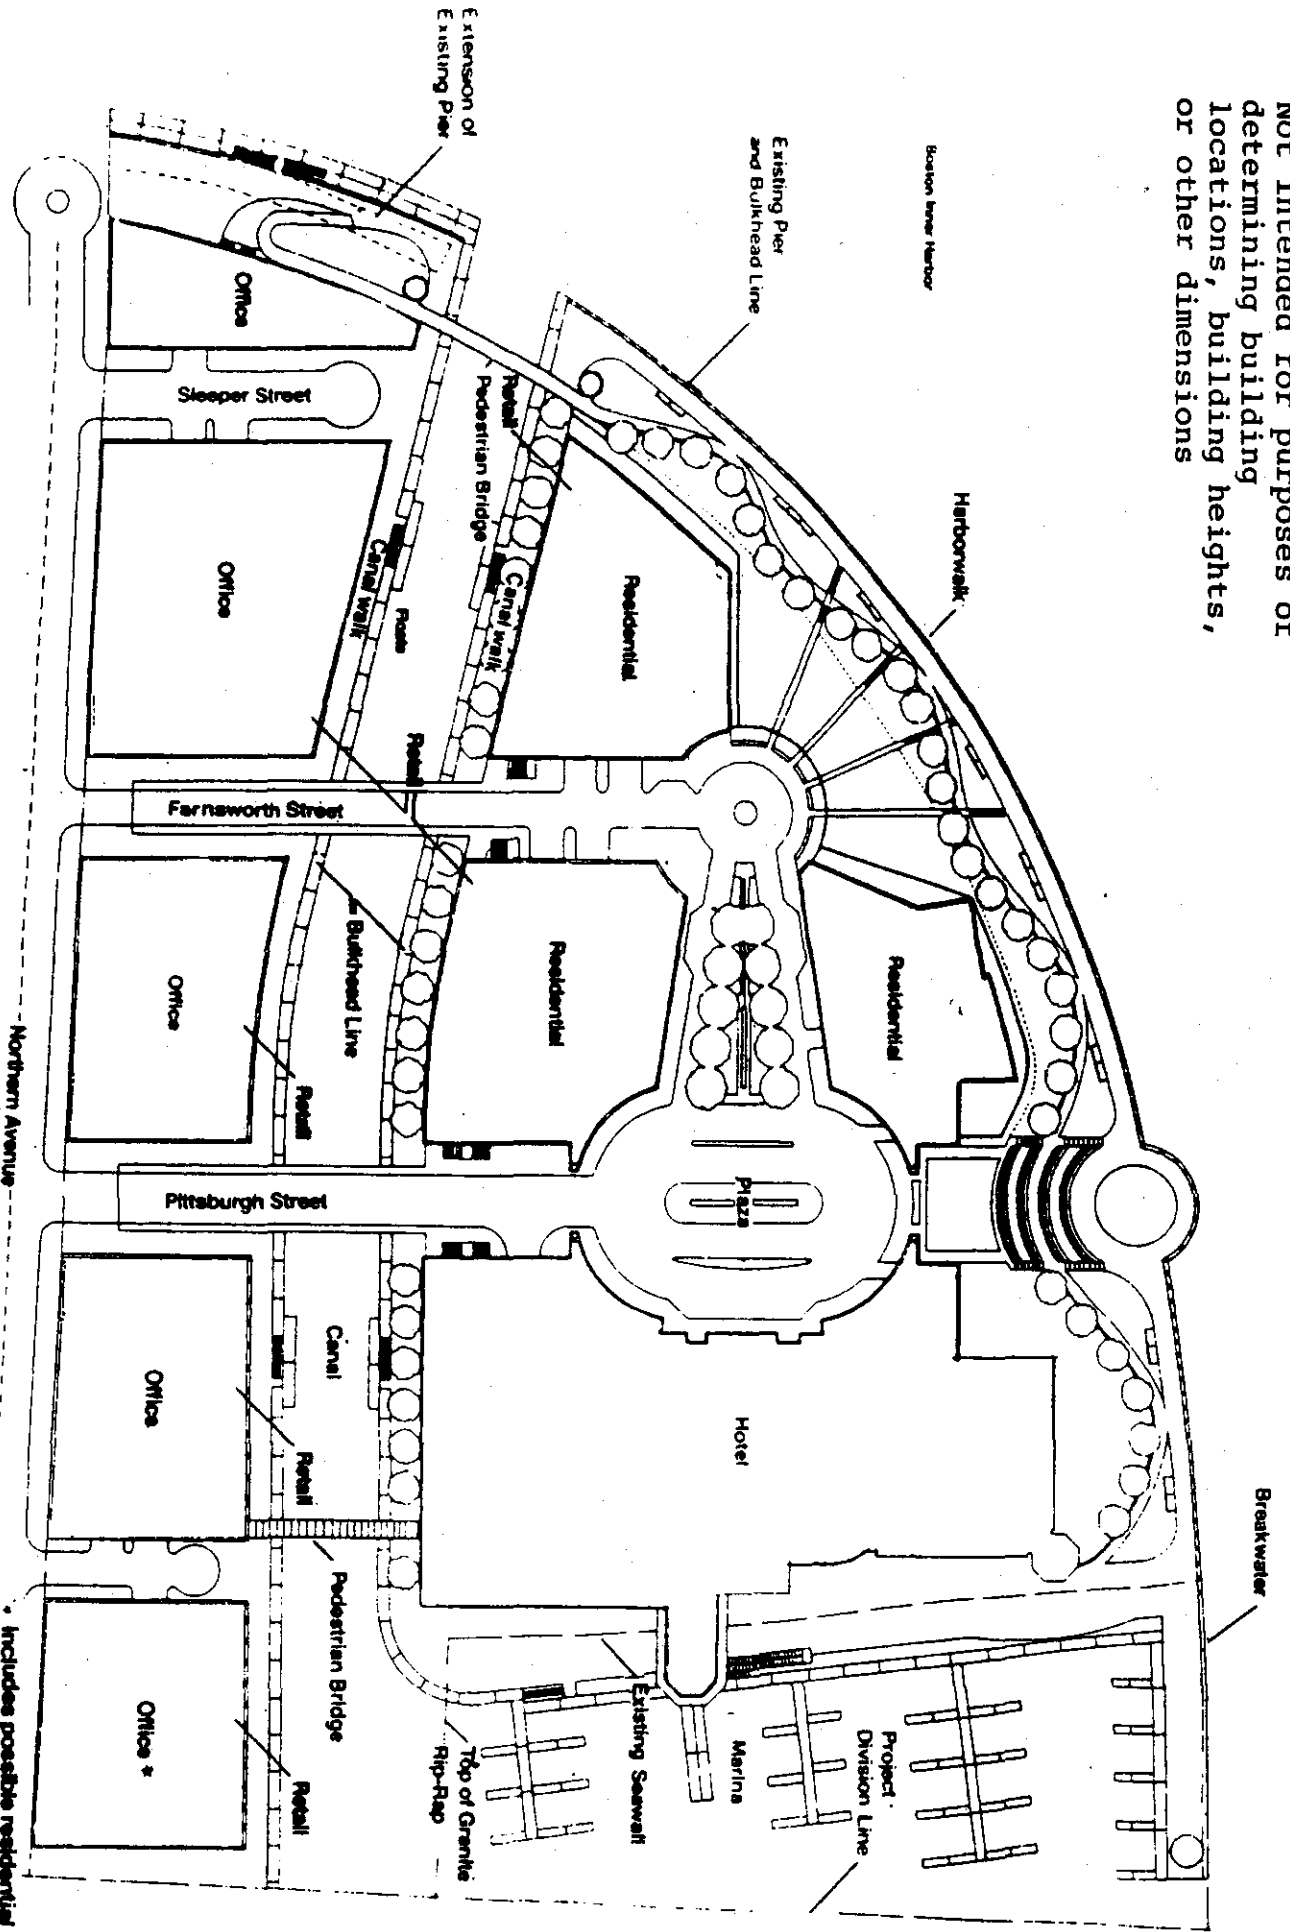 Not intended for purposes of
determining building
locations, building heights,
or other dimensions
Boston Inner Harbor
Breakwater
Harborwalk
Existing Pier
and Bulkhead Line
Extension of
Existing Pier
Project
Division Line
Marina
Existing Seawall
Top of Granite
Rip-Rap
Residential
Residential
Residential
Plaza
Hotel
Retail
Pedestrian Bridge
Canal walk
Canal walk
Retail
Bulkhead Line
Canal
Retail
Retail
Pedestrian Bridge
Retail
Office
Sleeper Street
Office
Farnsworth Street
Office
Pittsburgh Street
Office
Office *
Northern Avenue
* Includes possible residential